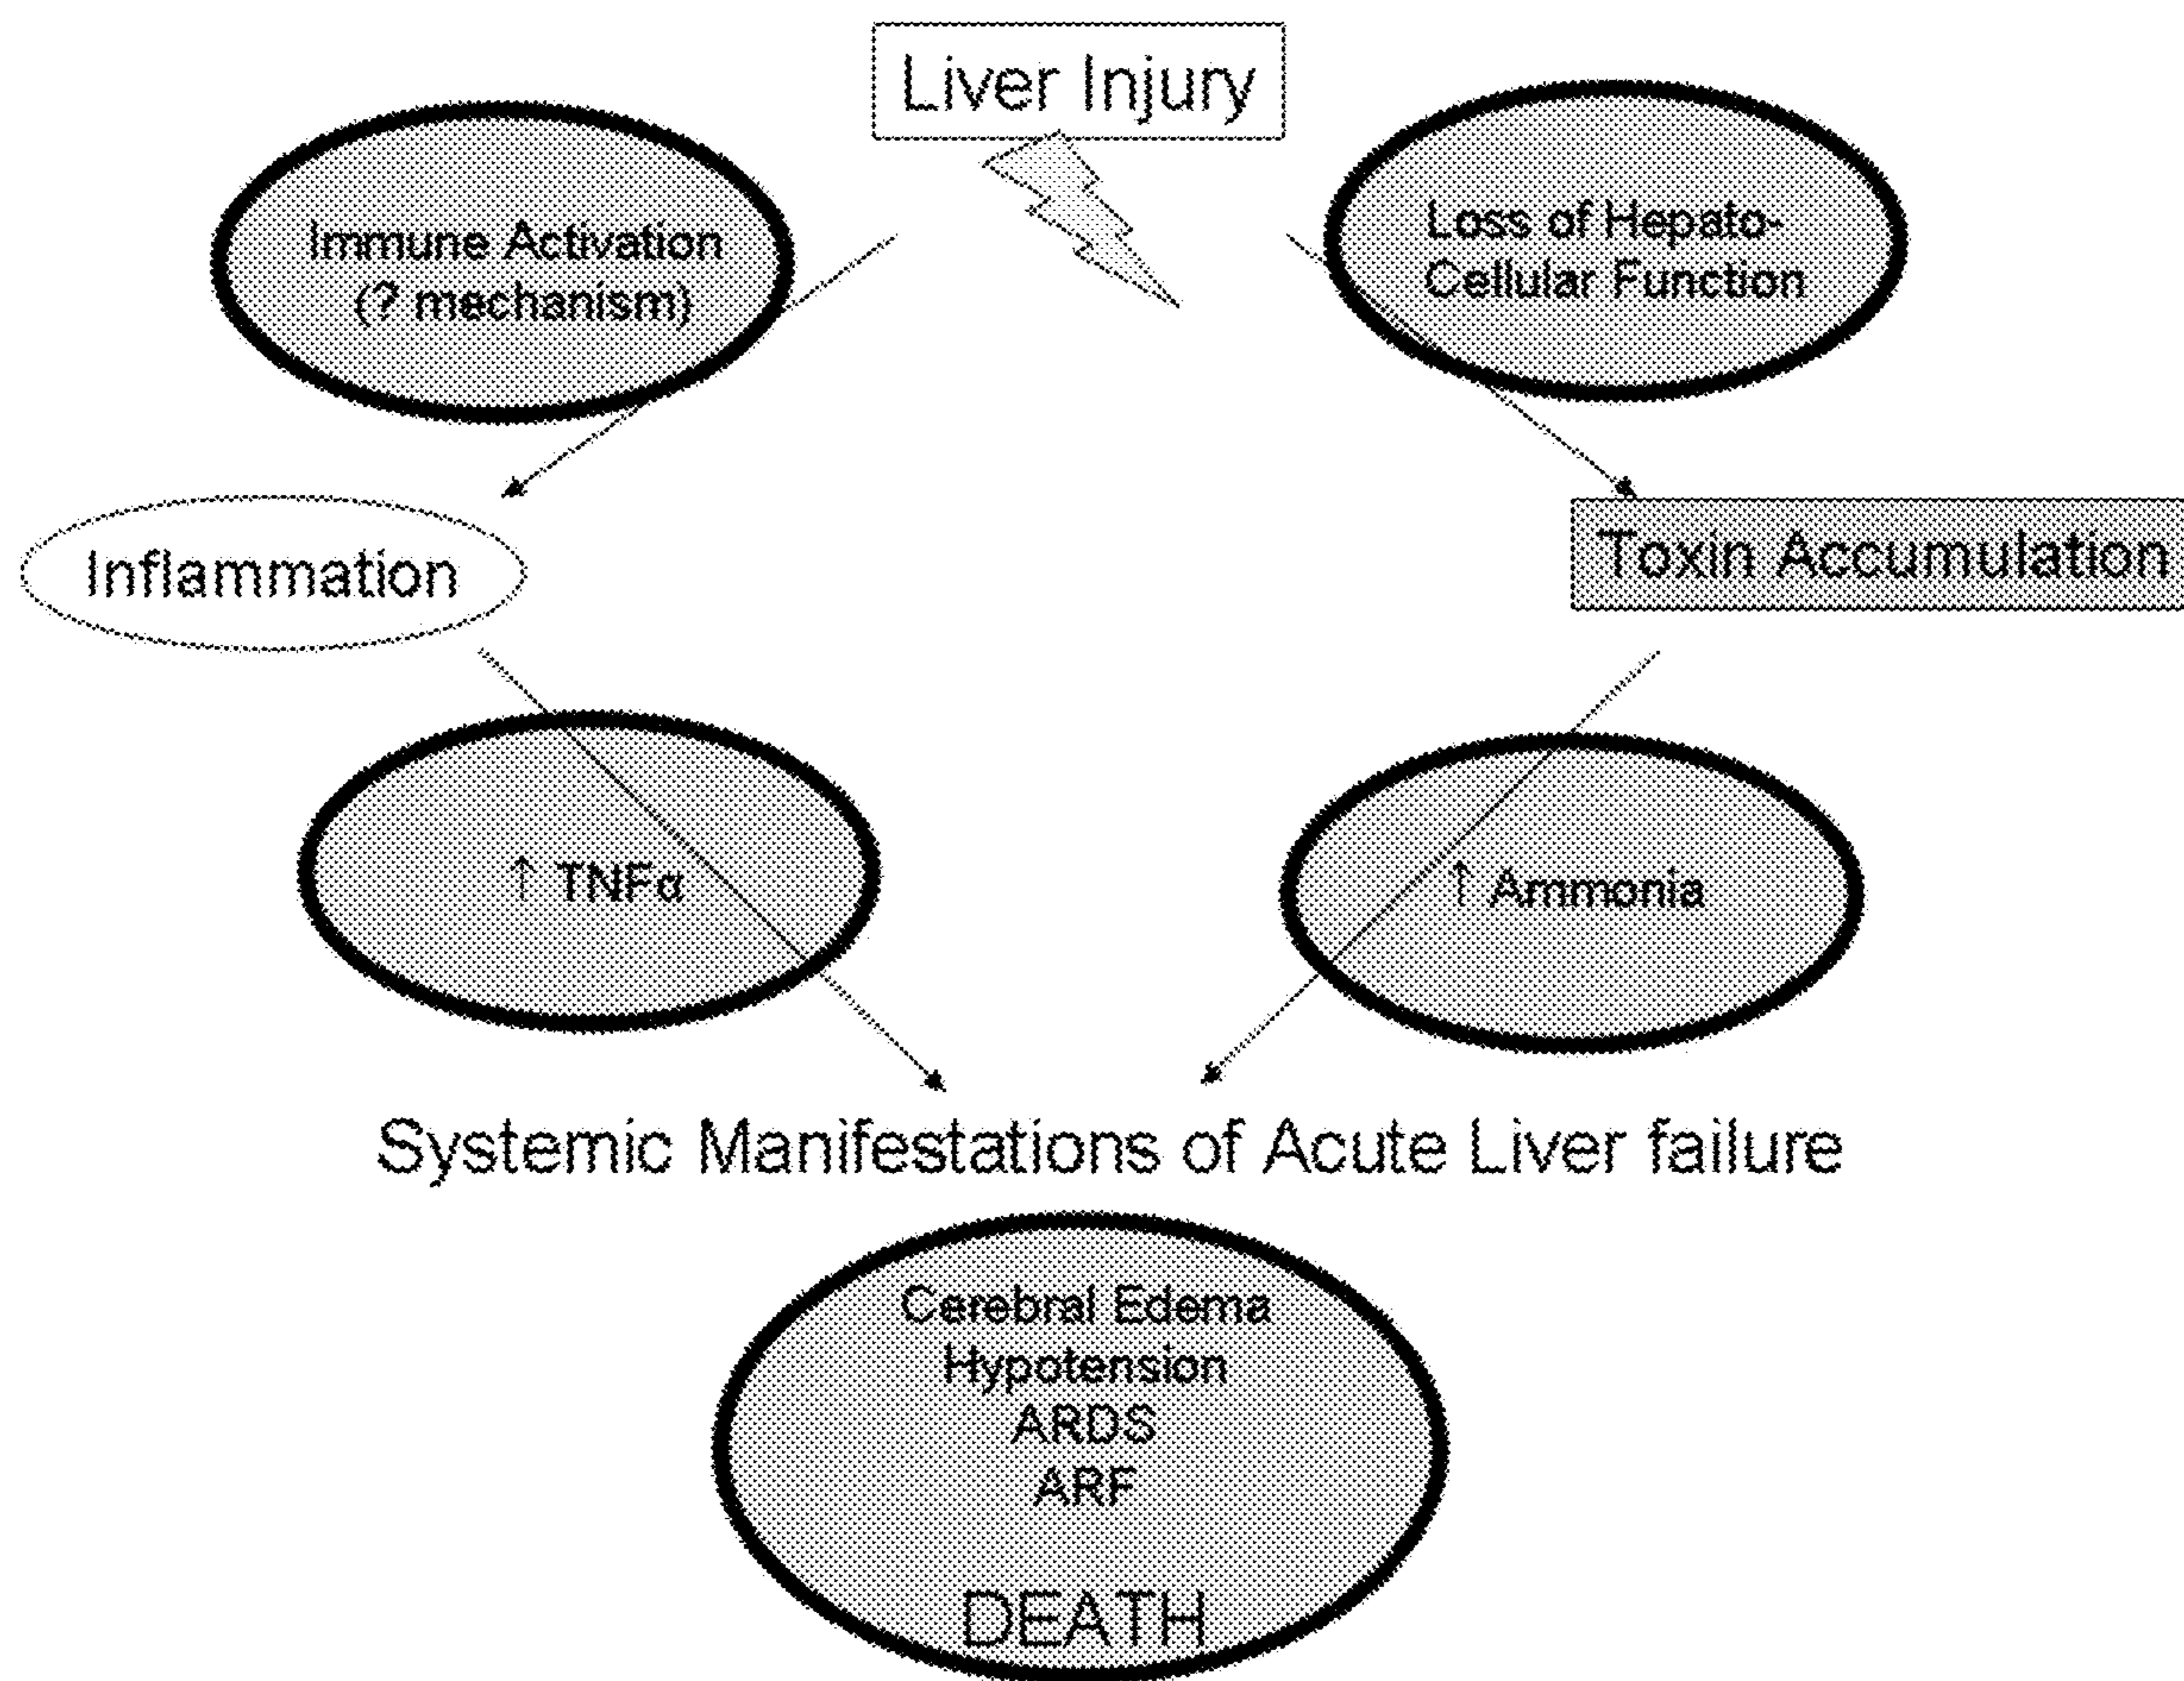 Liver Injury
Immune Activation
(? mechanism)
Loss of Hepato-
Cellular Function
Inflammation
Toxin Accumulation
↑ TNFα
↑ Ammonia
Systemic Manifestations of Acute Liver failure
Cerebral Edema
Hypotension
ARDS
ARF
DEATH